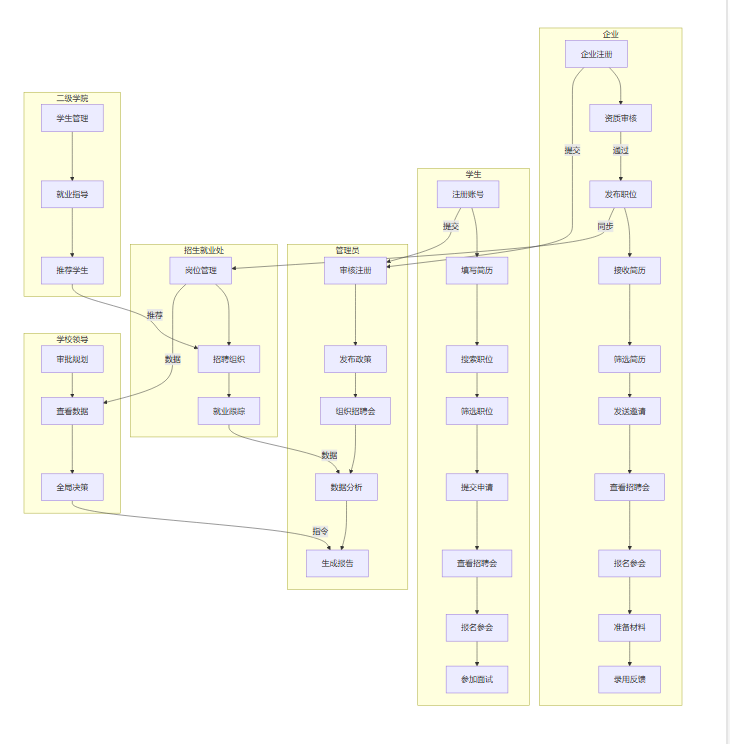 企业
企业注册
资质审核
提交
通过
发布职位
同步
接收简历
筛选简历
发送邀请
查看招聘会
报名参会
准备材料
录用反馈
学生
注册账号
提交
填写简历
搜索职位
筛选职位
提交申请
查看招聘会
报名参会
参加面试
管理员
审核注册
发布政策
组织招聘会
数据
数据分析
指令
生成报告
招生就业处
岗位管理
推荐
数据
招聘组织
就业跟踪
二级学院
学生管理
就业指导
推荐学生
学校领导
审批规划
查看数据
全局决策